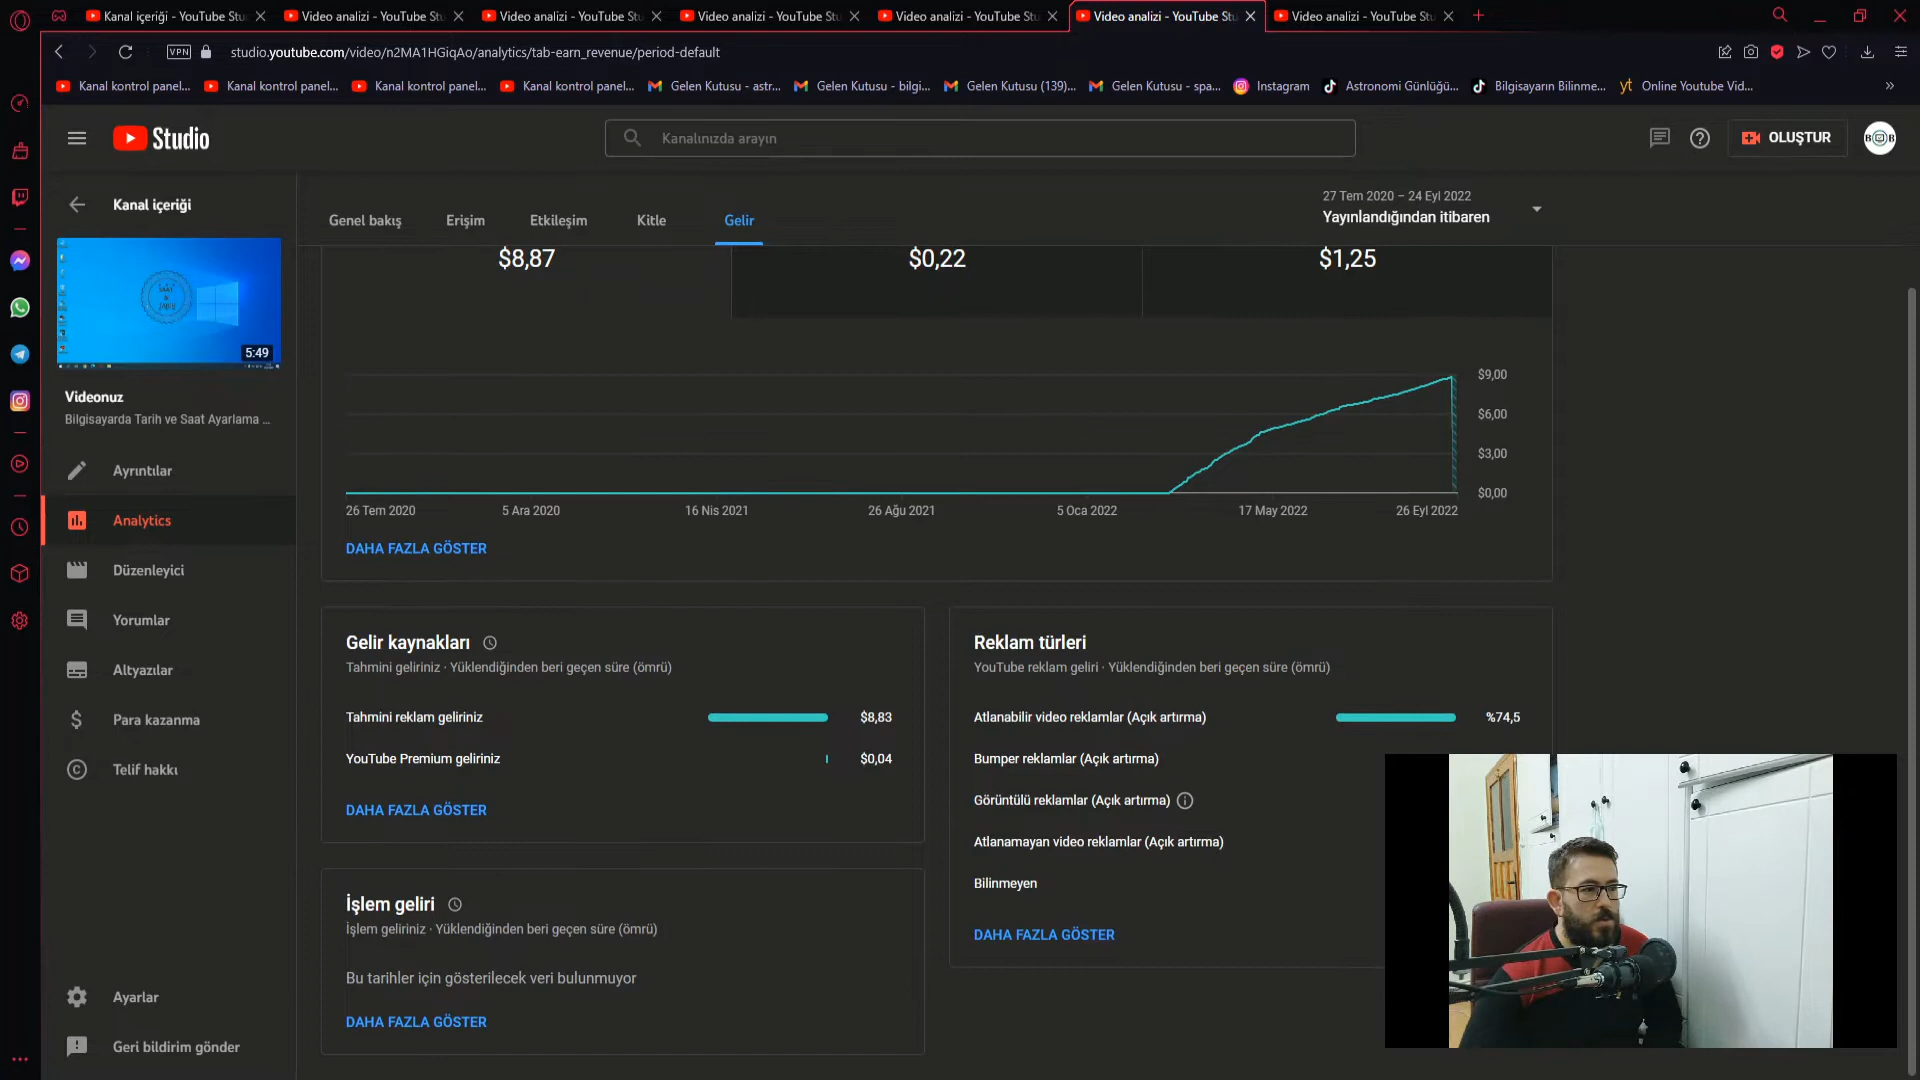 Kanal içeriği - YouTube Stu
Video analizi - YouTube Stu
Video analizi - YouTube Stu
Video analizi - YouTube Stu
Video analizi - YouTube Stu
Video analizi - YouTube Stu
Video analizi - YouTube Stu
VPN
studio.youtube.com/video/n2MA1HGiqAo/analytics/tab-earn_revenue/period-default
Kanal kontrol panel...
Kanal kontrol panel...
Kanal kontrol panel...
Kanal kontrol panel...
Gelen Kutusu - astr...
Gelen Kutusu - bilgi...
Gelen Kutusu (139)...
Gelen Kutusu - spa...
Instagram
Astronomi Günlüğü...
Bilgisayarın Bilinme...
yt Online Youtube Vid...
Studio
Kanalınızda arayın
OLUŞTUR
Kanal içeriği
5:49
Videonuz
Bilgisayarda Tarih ve Saat Ayarlama ...
Ayrıntılar
Analytics
Düzenleyici
Yorumlar
Altyazılar
Para kazanma
Telif hakkı
Ayarlar
Geri bildirim gönder
Genel bakış
Erişim
Etkileşim
Kitle
Gelir
27 Tem 2020 – 24 Eyl 2022
Yayınlandığından itibaren
$8,87
$0,22
$1,25
$9,00
$6,00
$3,00
$0,00
26 Tem 2020
5 Ara 2020
16 Nis 2021
26 Ağu 2021
5 Oca 2022
17 May 2022
26 Eyl 2022
DAHA FAZLA GÖSTER
Gelir kaynakları
Tahmini geliriniz · Yüklendiğinden beri geçen süre (ömrü)
Tahmini reklam geliriniz $8,83
YouTube Premium geliriniz $0,04
DAHA FAZLA GÖSTER
İşlem geliri
İşlem geliriniz · Yüklendiğinden beri geçen süre (ömrü)
Bu tarihler için gösterilecek veri bulunmuyor
DAHA FAZLA GÖSTER
Reklam türleri
YouTube reklam geliri · Yüklendiğinden beri geçen süre (ömrü)
Atlanabilir video reklamlar (Açık artırma) %74,5
Bumper reklamlar (Açık artırma)
Görüntülü reklamlar (Açık artırma)
Atlanamayan video reklamlar (Açık artırma)
Bilinmeyen
DAHA FAZLA GÖSTER